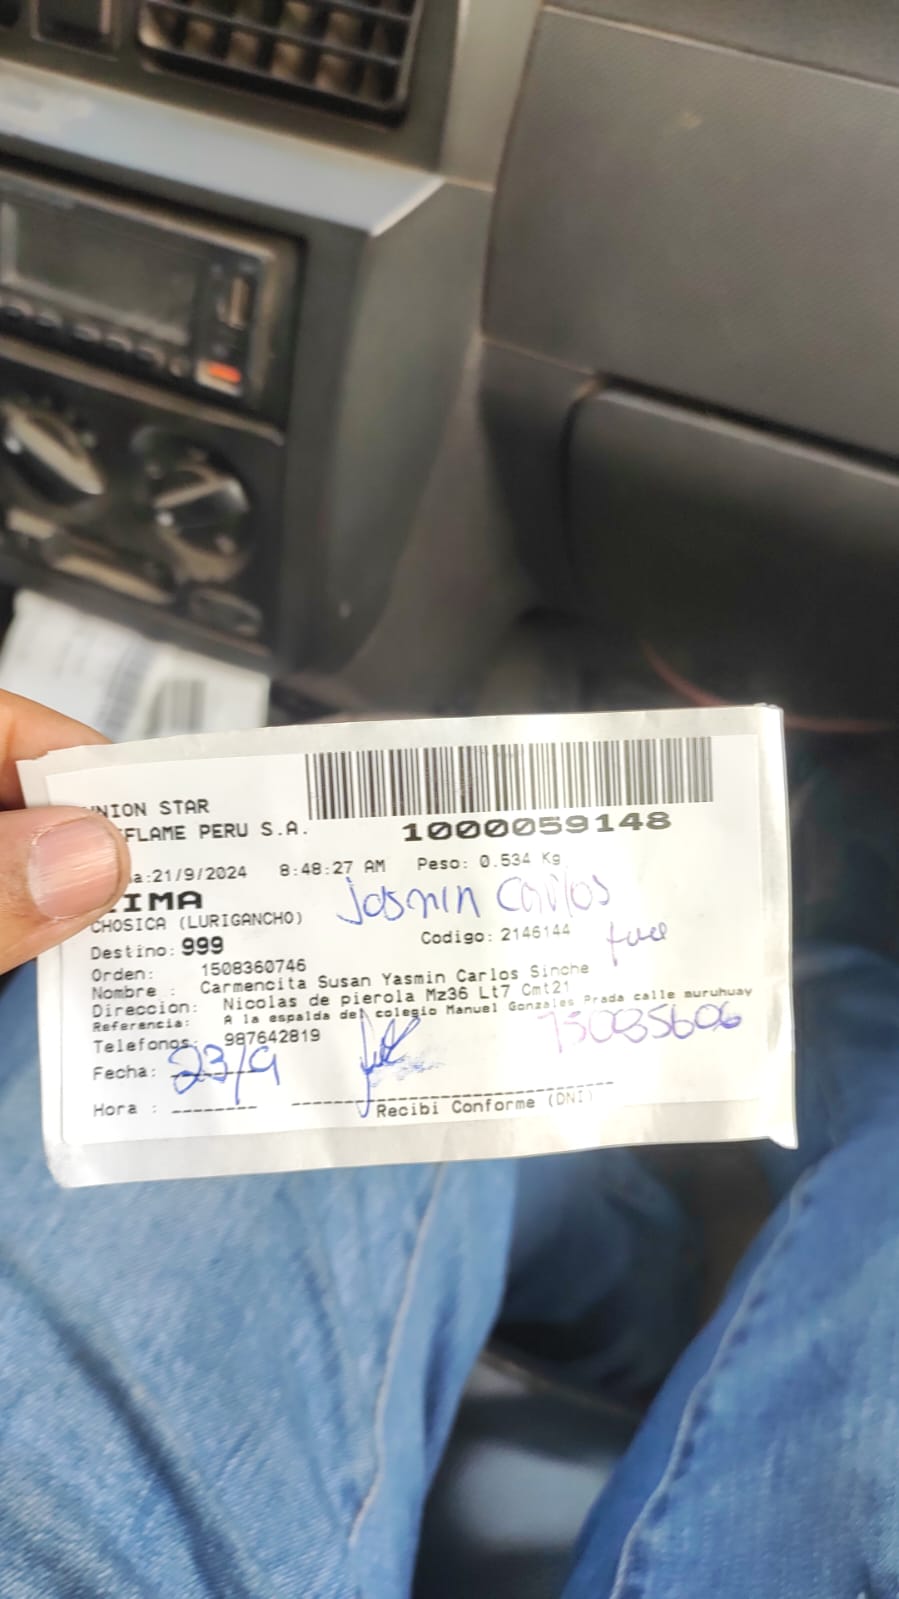 UNION STAR
FLAME PERU S.A.
1000059148
a:21/9/2024 8:48:27 AM Peso: 0.534 Kg
LIMA
CHOSICA (LURIGANCHO)
Jasmin Carlos
Destino: 999
Codigo: 2146144
Orden: 1508360746
Nombre : Carmencita Susan Yasmin Carlos Sinche
Direccion: Nicolas de pierola Mz36 Lt7 Cmt21
Referencia: A la espalda del colegio Manuel Gonzales Prada calle muruhuay
Telefonos: 987642819
75085606
Fecha: 23/9
Hora :
Recibi Conforme (DNI)